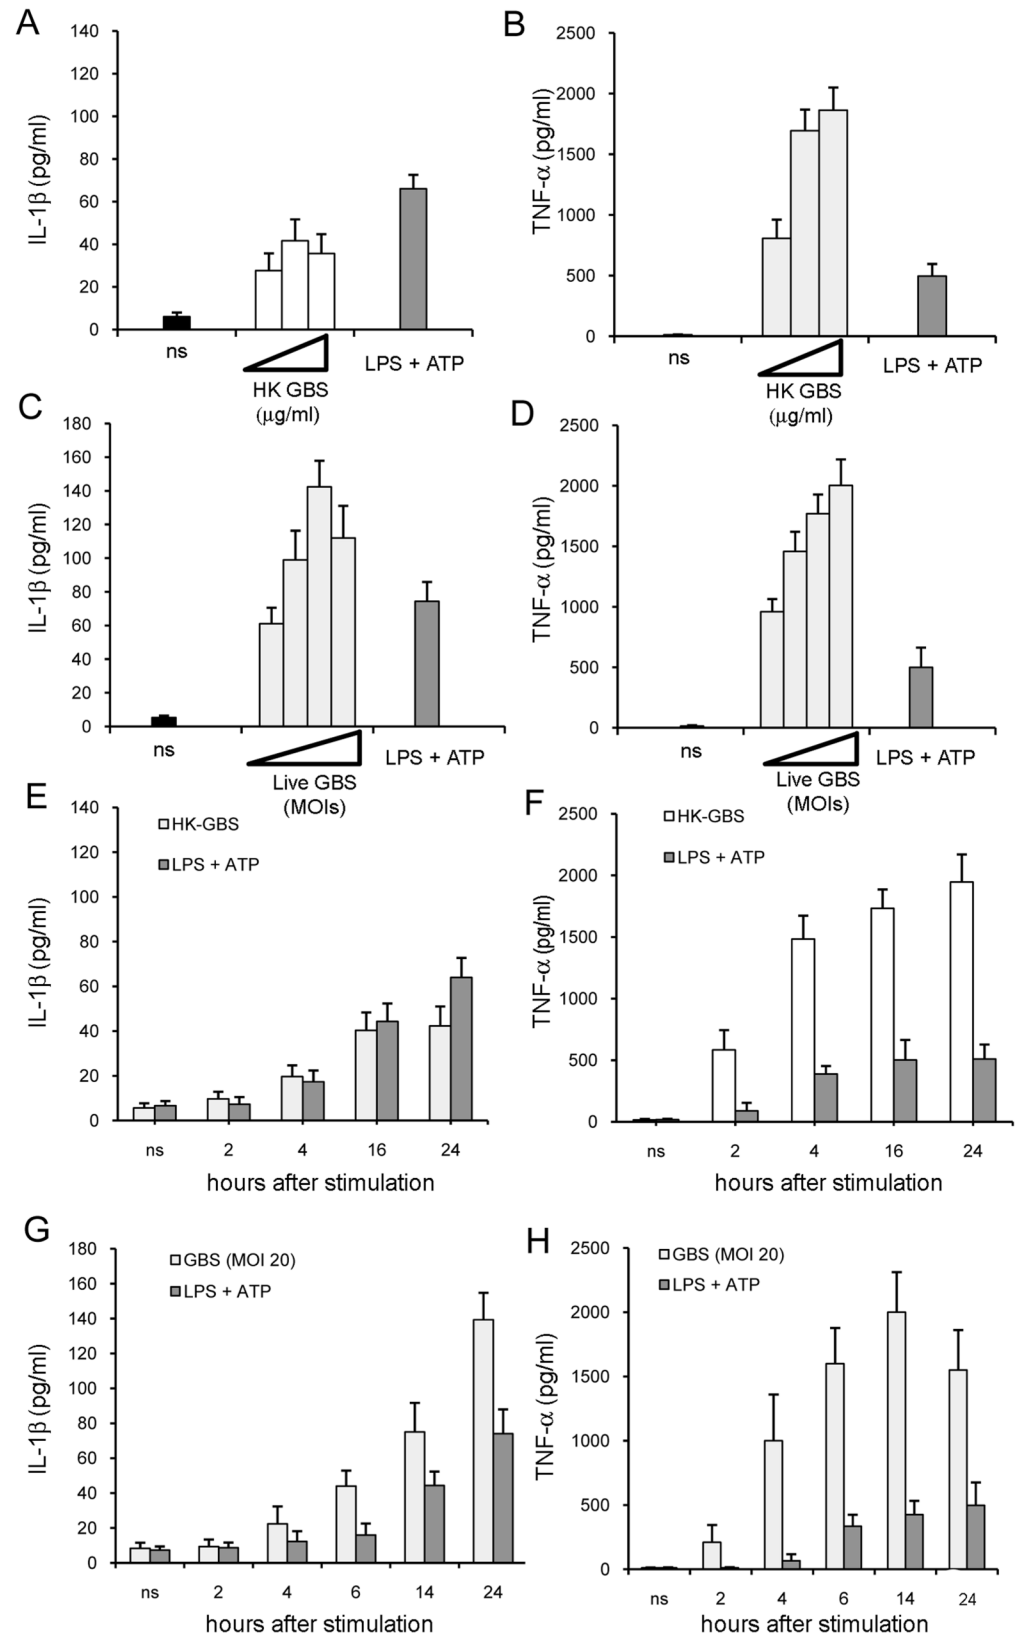 A
IL-1β (pg/ml)
140
120
100
80
60
40
20
0
ns
HK GBS
(μg/ml)
LPS + ATP
B
TNF-α (pg/ml)
2500
2000
1500
1000
500
0
ns
HK GBS
(μg/ml)
LPS + ATP
C
IL-1β (pg/ml)
180
160
140
120
100
80
60
40
20
0
ns
Live GBS
(MOIs)
LPS + ATP
D
TNF-α (pg/ml)
2500
2000
1500
1000
500
0
ns
Live GBS
(MOIs)
LPS + ATP
E
IL-1β (pg/ml)
140
120
100
80
60
40
20
0
HK-GBS
LPS + ATP
ns 2 4 16 24
hours after stimulation
F
TNF-α (pg/ml)
2500
2000
1500
1000
500
0
HK-GBS
LPS + ATP
ns 2 4 16 24
hours after stimulation
G
IL-1β (pg/ml)
180
160
140
120
100
80
60
40
20
0
GBS (MOI 20)
LPS + ATP
ns 2 4 6 14 24
hours after stimulation
H
TNF-α (pg/ml)
2500
2000
1500
1000
500
0
GBS (MOI 20)
LPS + ATP
ns 2 4 6 14 24
hours after stimulation